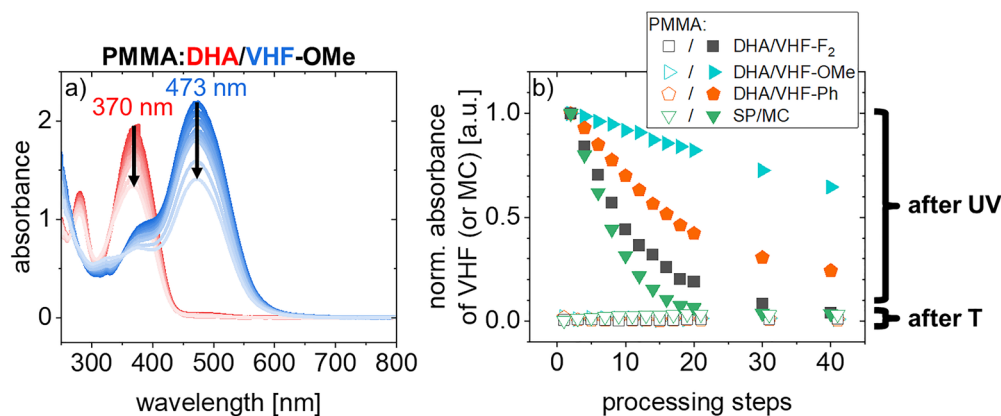 PMMA:DHA/VHF-OMe
a)
370 nm
473 nm
2
1
0
absorbance
300 400 500 600 700 800
wavelength [nm]
b)
PMMA:
/ DHA/VHF-F₂
/ DHA/VHF-OMe
/ DHA/VHF-Ph
/ SP/MC
1.0
0.5
0.0
norm. absorbance
of VHF (or MC) [a.u.]
0 10 20 30 40
processing steps
after UV
after T